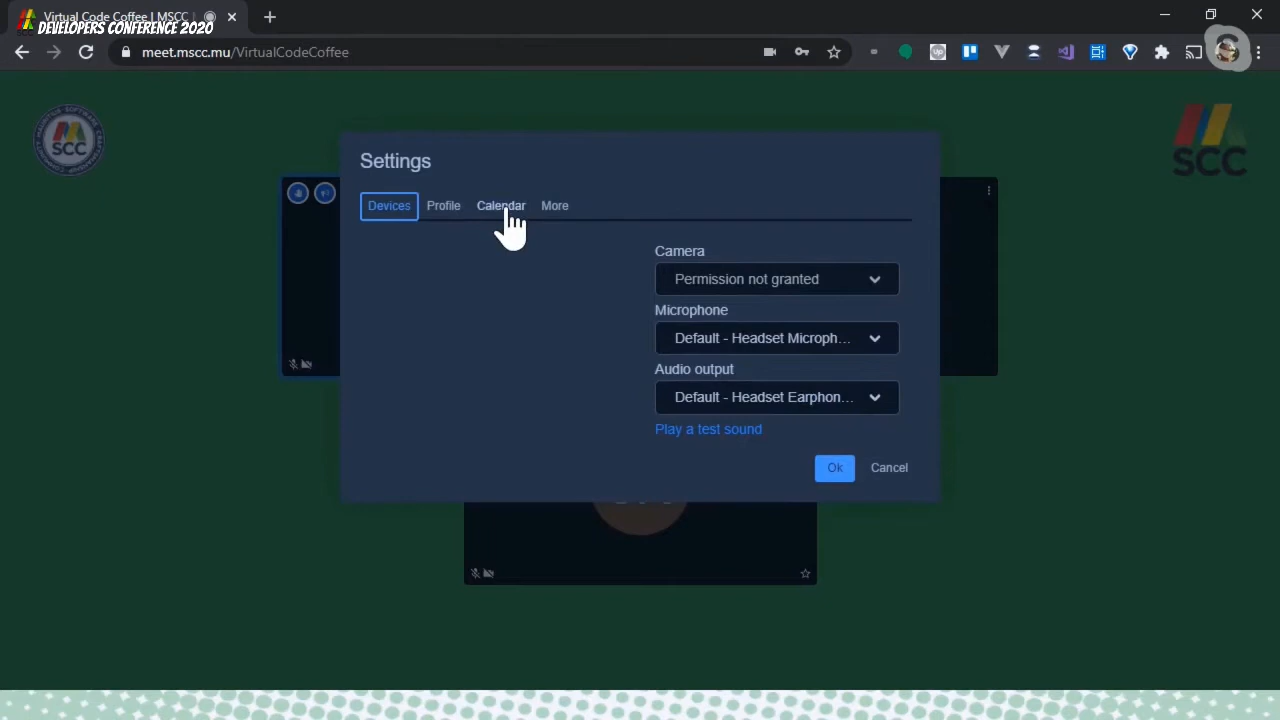 Virtual Code Coffee | MSCC
DEVELOPERS CONFERENCE 2020
meet.mscc.mu/VirtualCodeCoffee
SCC
SCC
Settings
Devices
Profile
Calendar
More
Camera
Permission not granted
Microphone
Default - Headset Microph...
Audio output
Default - Headset Earphon...
Play a test sound
Ok
Cancel